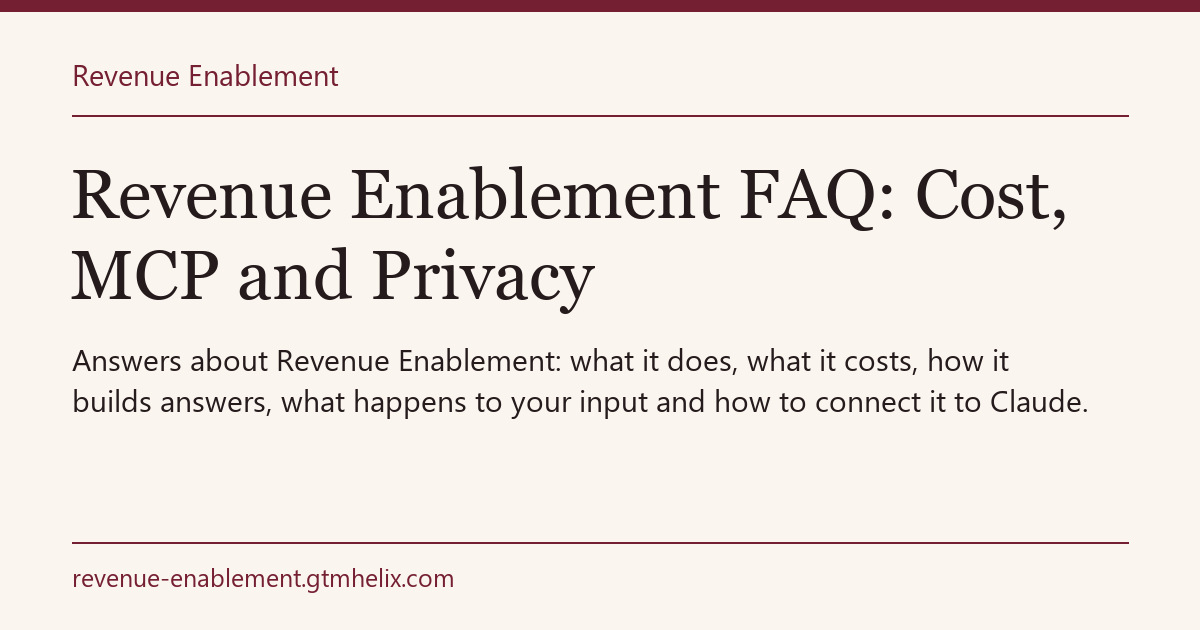 Revenue Enablement
Revenue Enablement FAQ: Cost,
MCP and Privacy
Answers about Revenue Enablement: what it does, what it costs, how it
builds answers, what happens to your input and how to connect it to Claude.
revenue-enablement.gtmhelix.com